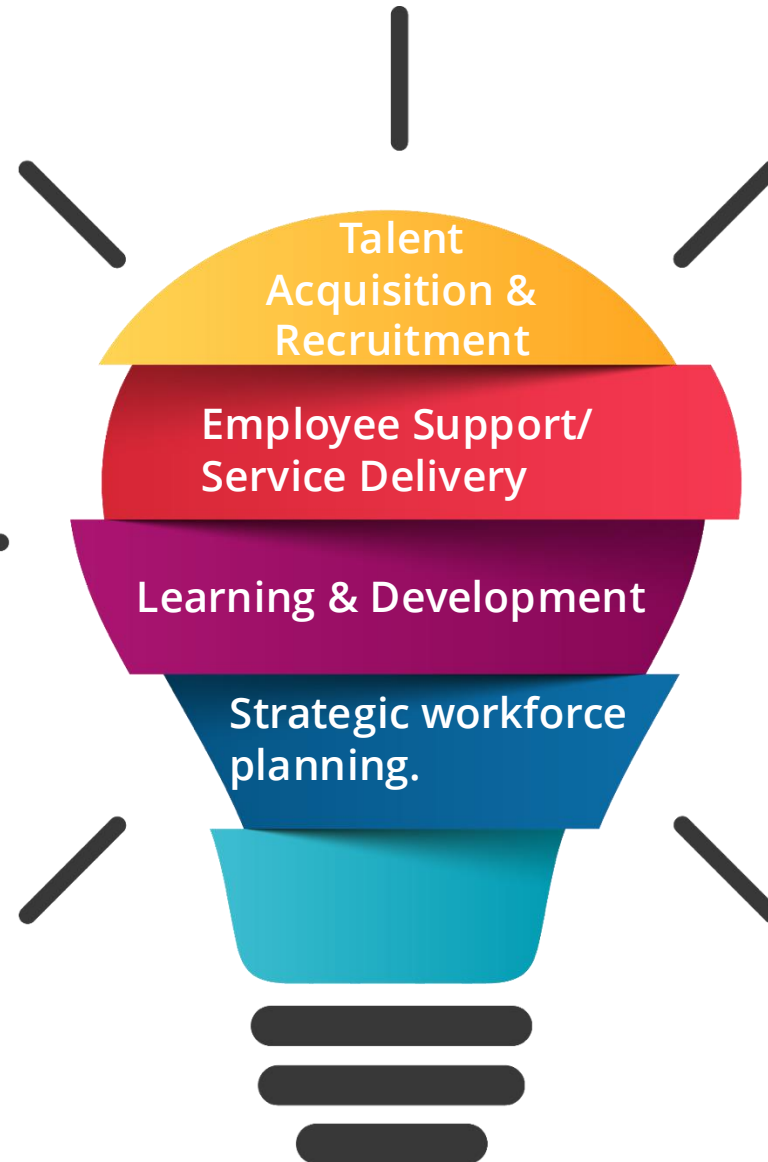 Talent
Acquisition &
Recruitment
Employee Support/
Service Delivery
Learning & Development
Strategic workforce
planning.